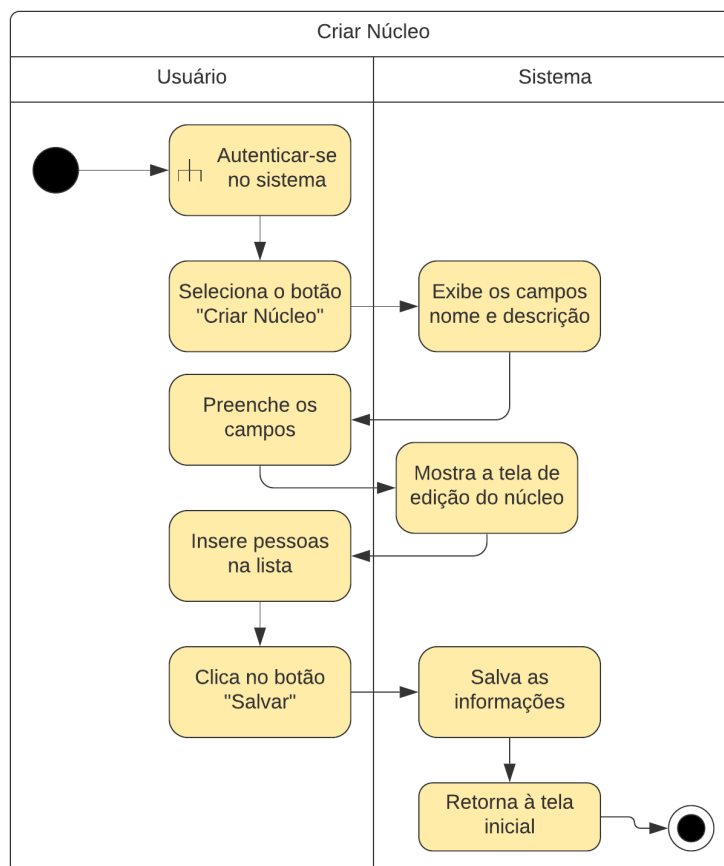 Criar Núcleo
Usuário
Sistema
Autenticar-se
no sistema
Seleciona o botão
"Criar Núcleo"
Exibe os campos
nome e descrição
Preenche os
campos
Mostra a tela de
edição do núcleo
Insere pessoas
na lista
Clica no botão
"Salvar"
Salva as
informações
Retorna à tela
inicial